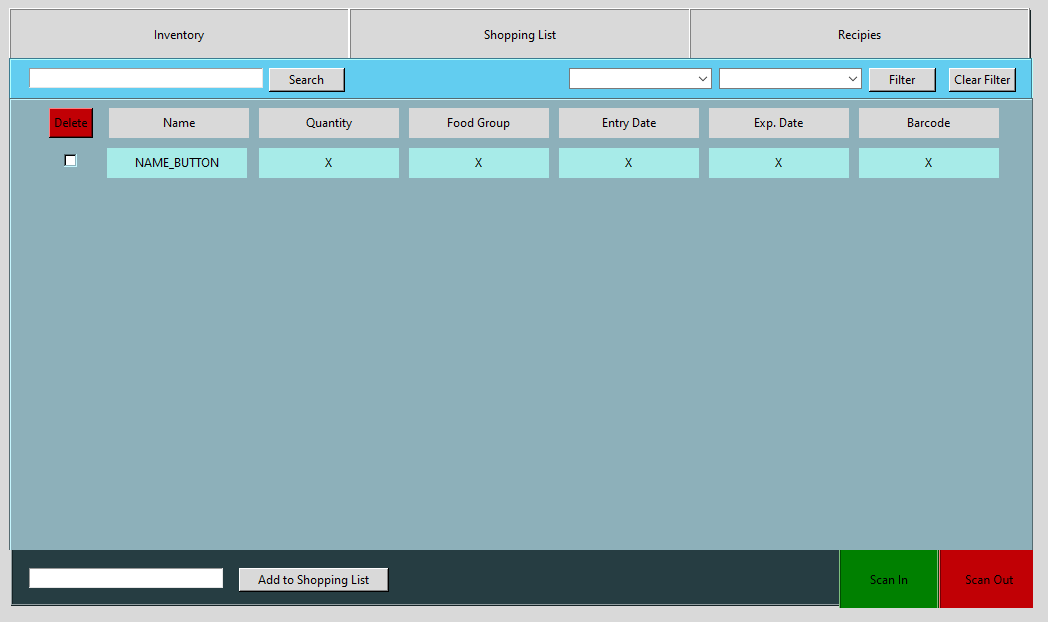 Inventory Shopping List Recipies
Search Filter Clear Filter
Delete Name Quantity Food Group Entry Date Exp. Date Barcode
NAME_BUTTON X X X X X
Add to Shopping List Scan In Scan Out